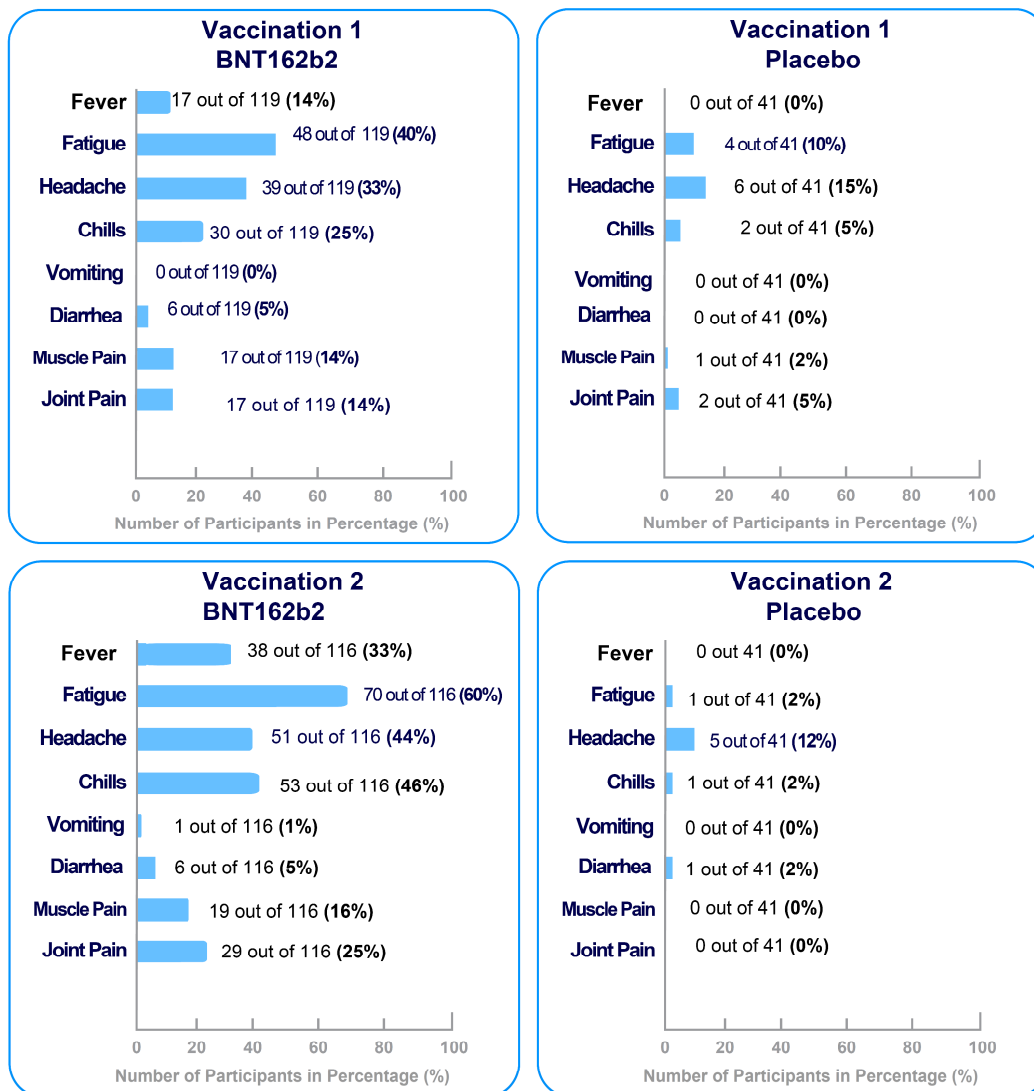 Vaccination 1
BNT162b2
Fever 17 out of 119 (14%)
Fatigue 48 out of 119 (40%)
Headache 39 out of 119 (33%)
Chills 30 out of 119 (25%)
Vomiting 0 out of 119 (0%)
Diarrhea 6 out of 119 (5%)
Muscle Pain 17 out of 119 (14%)
Joint Pain 17 out of 119 (14%)
0 20 40 60 80 100
Number of Participants in Percentage (%)
Vaccination 1
Placebo
Fever 0 out of 41 (0%)
Fatigue 4 out of 41 (10%)
Headache 6 out of 41 (15%)
Chills 2 out of 41 (5%)
Vomiting 0 out of 41 (0%)
Diarrhea 0 out of 41 (0%)
Muscle Pain 1 out of 41 (2%)
Joint Pain 2 out of 41 (5%)
0 20 40 60 80 100
Number of Participants in Percentage (%)
Vaccination 2
BNT162b2
Fever 38 out of 116 (33%)
Fatigue 70 out of 116 (60%)
Headache 51 out of 116 (44%)
Chills 53 out of 116 (46%)
Vomiting 1 out of 116 (1%)
Diarrhea 6 out of 116 (5%)
Muscle Pain 19 out of 116 (16%)
Joint Pain 29 out of 116 (25%)
0 20 40 60 80 100
Number of Participants in Percentage (%)
Vaccination 2
Placebo
Fever 0 out of 41 (0%)
Fatigue 1 out of 41 (2%)
Headache 5 out of 41 (12%)
Chills 1 out of 41 (2%)
Vomiting 0 out of 41 (0%)
Diarrhea 1 out of 41 (2%)
Muscle Pain 0 out of 41 (0%)
Joint Pain 0 out of 41 (0%)
0 20 40 60 80 100
Number of Participants in Percentage (%)